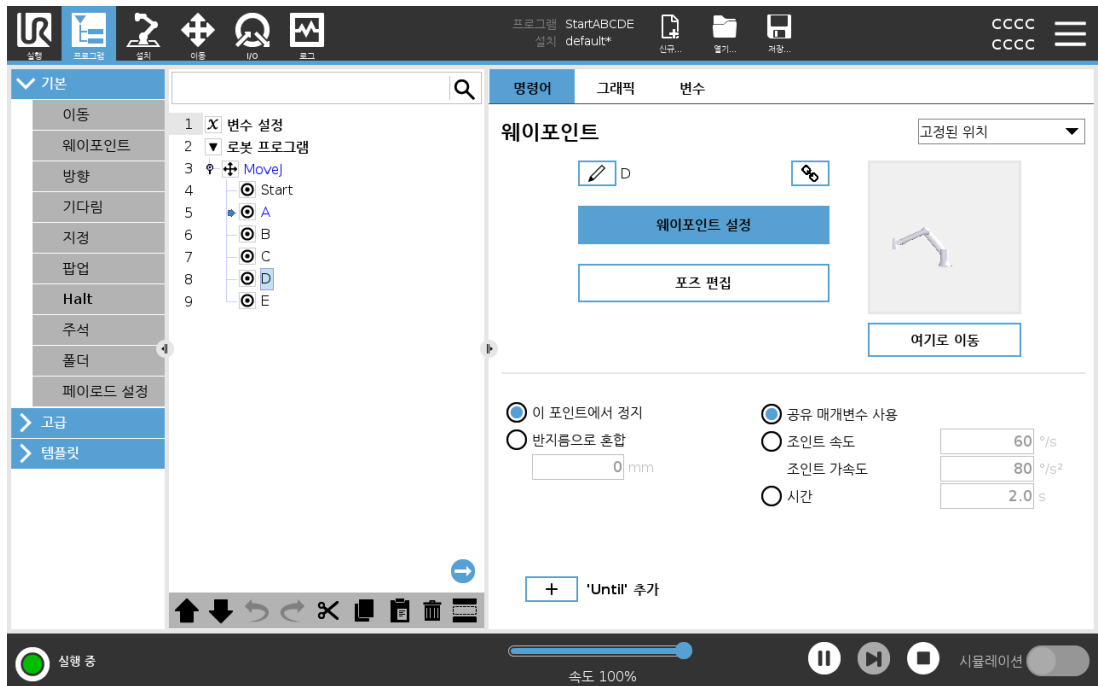 UR
실행
프로그램
설치
이동
I/O
로그
프로그램 StartABCDE
설치 default*
신규...
열기...
저장...
CCCC
CCCC
기본
이동
웨이포인트
방향
기다림
지정
팝업
Halt
주석
폴더
페이로드 설정
고급
템플릿
1 X 변수 설정
2 ▼ 로봇 프로그램
3 MoveJ
4 Start
5 A
6 B
7 C
8 D
9 E
명령어 그래픽 변수
웨이포인트
고정된 위치
D
웨이포인트 설정
포즈 편집
여기로 이동
이 포인트에서 정지
반지름으로 혼합
0 mm
공유 매개변수 사용
조인트 속도 60 °/s
조인트 가속도 80 °/s²
시간 2.0 s
+ 'Until' 추가
실행 중
속도 100%
시뮬레이션